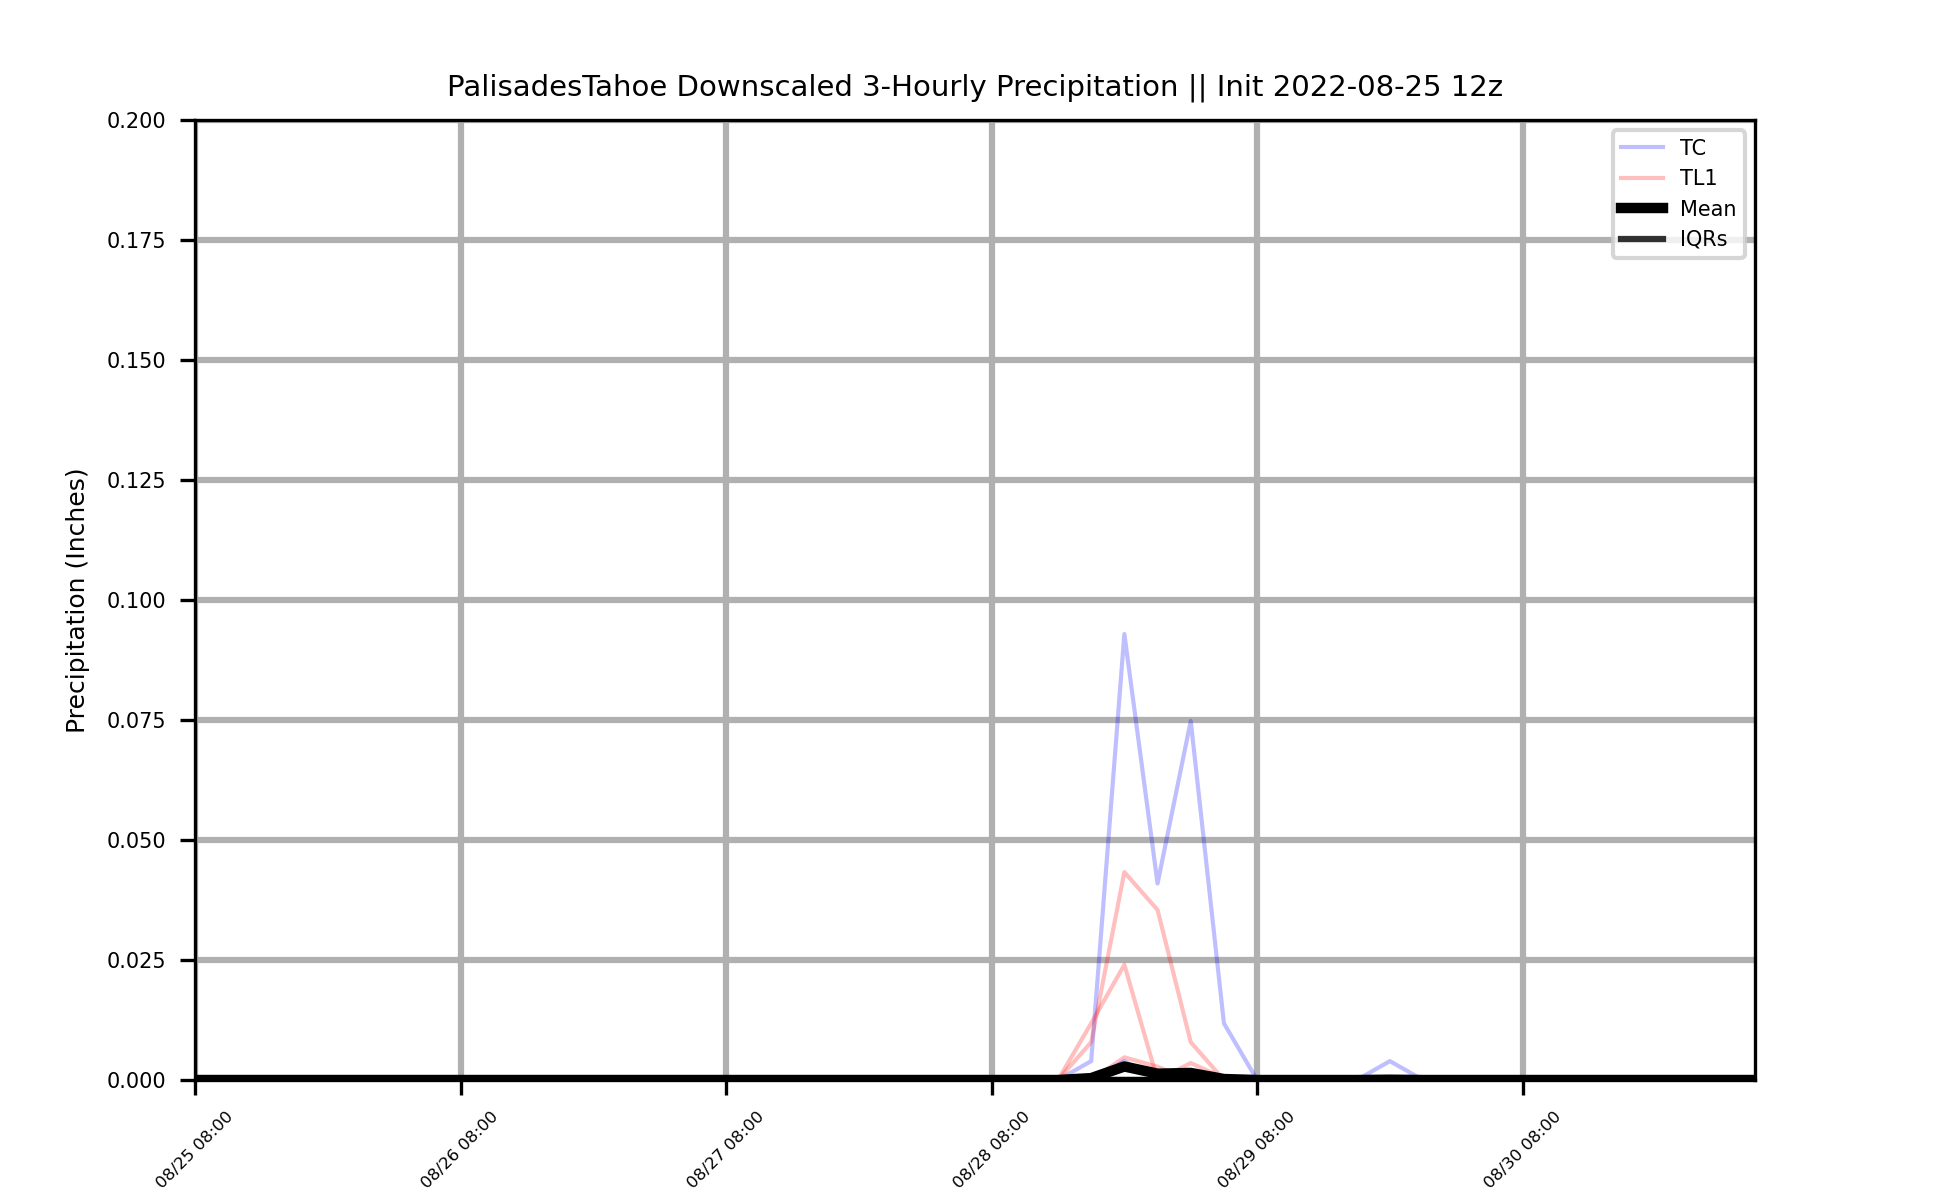 PalisadesTahoe Downscaled 3-Hourly Precipitation || Init 2022-08-25 12z
TC
TL1
Mean
IQRs
Precipitation (Inches)
0.200
0.175
0.150
0.125
0.100
0.075
0.050
0.025
0.000
08/25 08:00
08/26 08:00
08/27 08:00
08/28 08:00
08/29 08:00
08/30 08:00